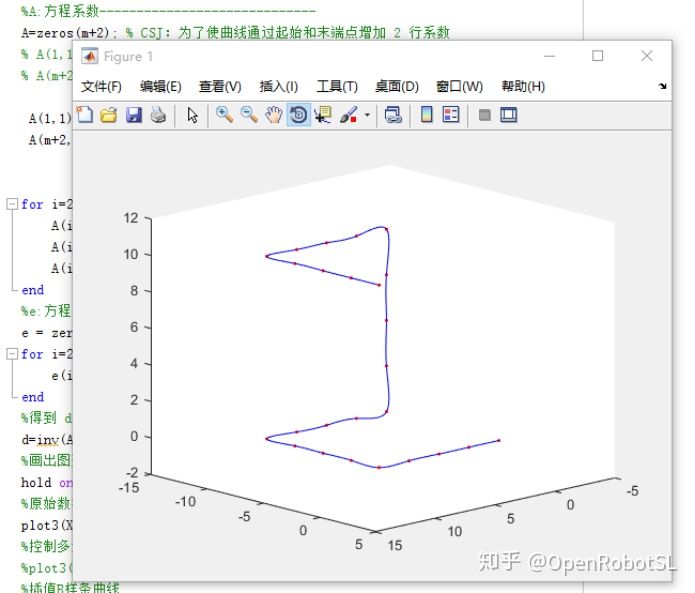 %A:方程系数------------------------------
A=zeros(m+2); % CSJ: 为了使曲线通过起始和末端点增加 2 行系数
% A(1,1
% A(m+2
A(1,1)
A(m+2,
for i=2
A(i
A(i
A(i
end
%e:方程
e = zer
for i=2
e(i
end
%得到 d
d=inv(A
%画出图
hold on
%原始数
plot3(X
%控制多
%plot3(
%插值B样条曲线
Figure 1
文件(F) 编辑(E) 查看(V) 插入(I) 工具(T) 桌面(D) 窗口(W) 帮助(H)
12
10
8
6
4
2
0
-2
-15
-10
-5
0
5
15
10
5
0
-5
知乎 @OpenRobotSL